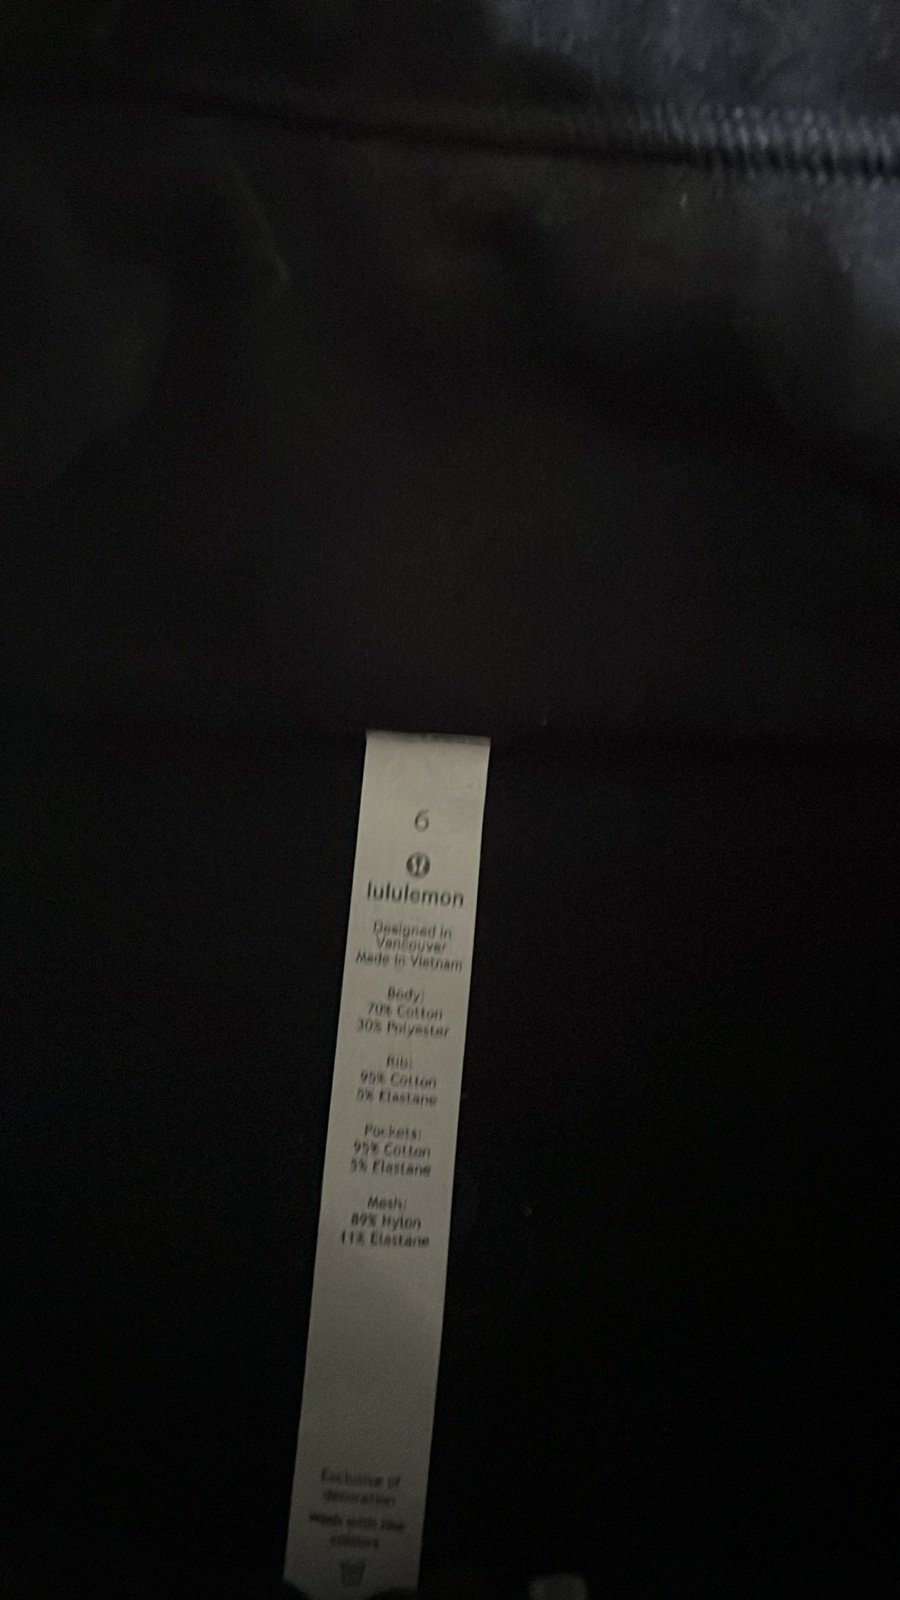 6
lululemon
Designed in
Vancouver
Made in Vietnam
Body:
70% Cotton
30% Polyester
Rib:
95% Cotton
5% Elastane
Pockets:
95% Cotton
5% Elastane
Mesh:
89% Nylon
11% Elastane
Exclusive of
decoration
Wash with like
colours